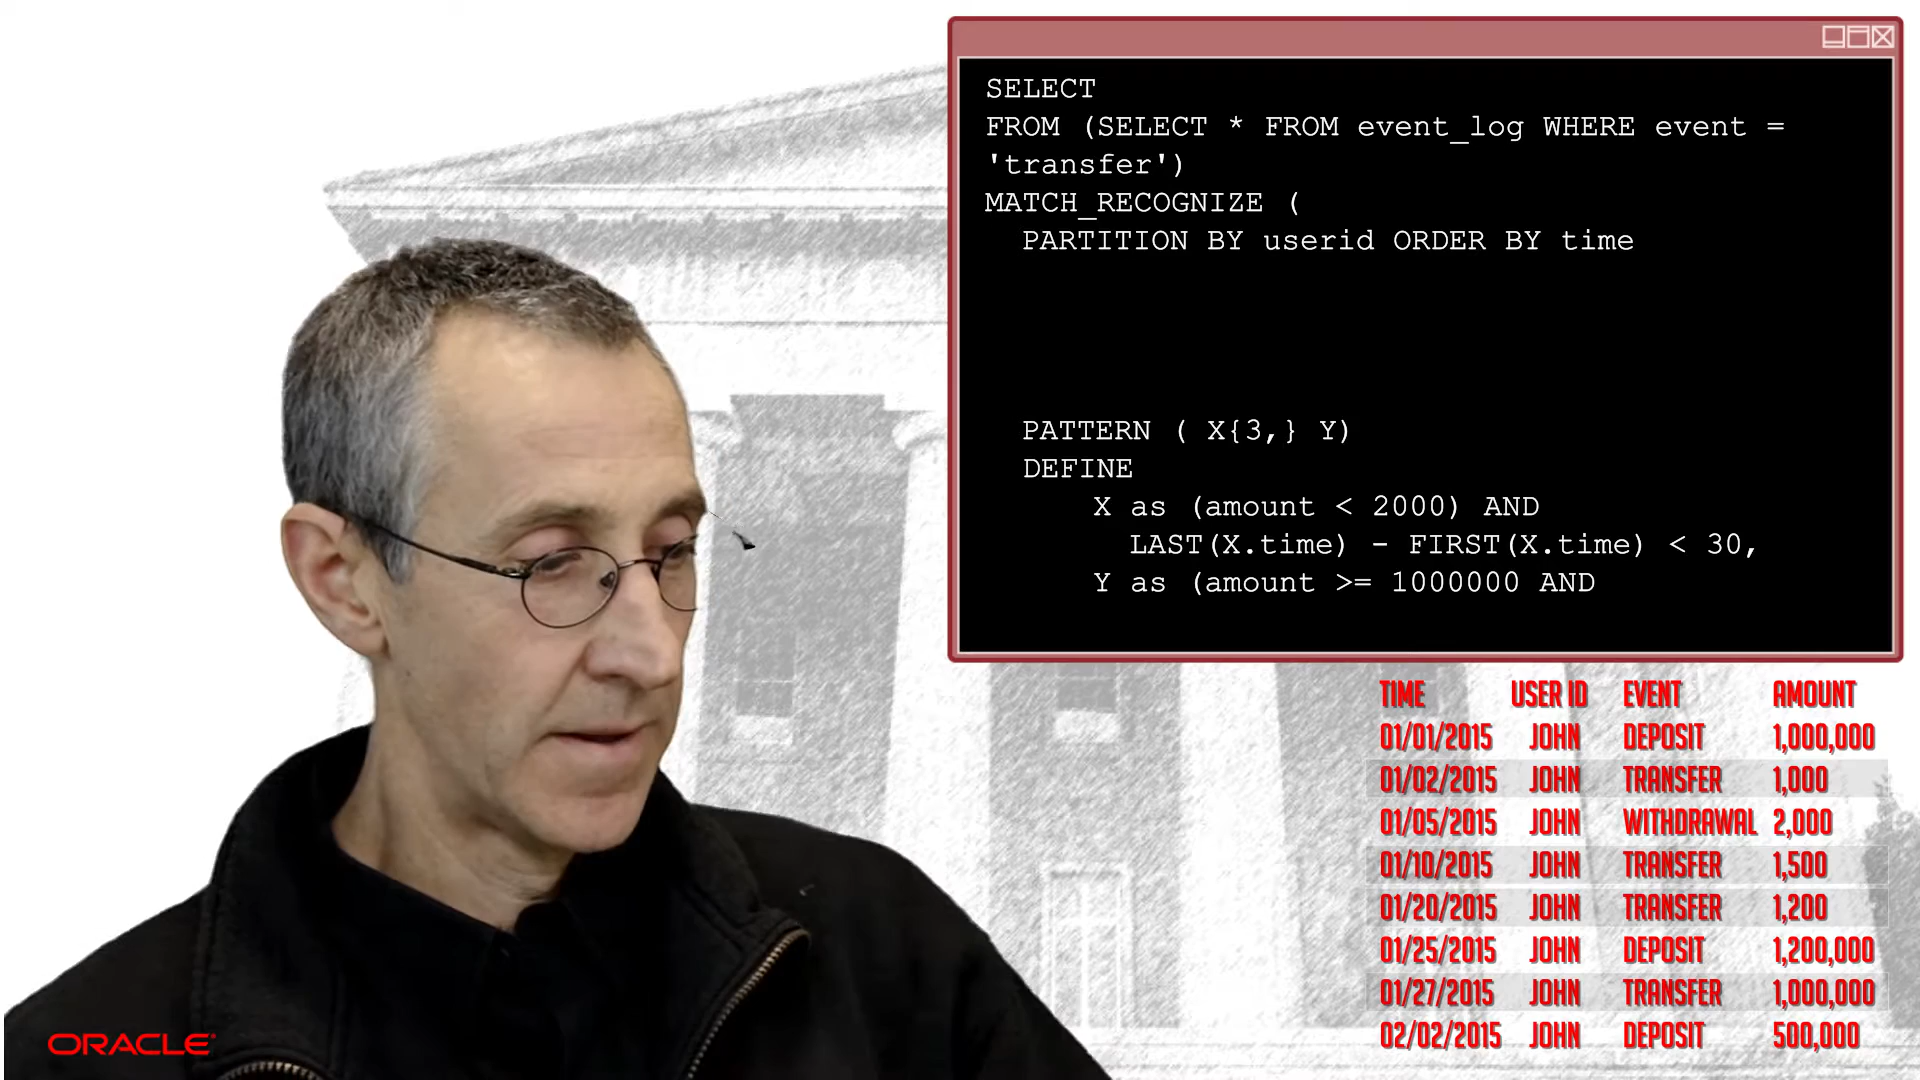 SELECT
FROM (SELECT * FROM event_log WHERE event =
'transfer')
MATCH_RECOGNIZE (
PARTITION BY userid ORDER BY time
PATTERN ( X{3,} Y)
DEFINE
X as (amount < 2000) AND
LAST(X.time) - FIRST(X.time) < 30,
Y as (amount >= 1000000 AND
TIME USER ID EVENT AMOUNT
01/01/2015 JOHN DEPOSIT 1,000,000
01/02/2015 JOHN TRANSFER 1,000
01/05/2015 JOHN WITHDRAWAL 2,000
01/10/2015 JOHN TRANSFER 1,500
01/20/2015 JOHN TRANSFER 1,200
01/25/2015 JOHN DEPOSIT 1,200,000
01/27/2015 JOHN TRANSFER 1,000,000
02/02/2015 JOHN DEPOSIT 500,000
ORACLE